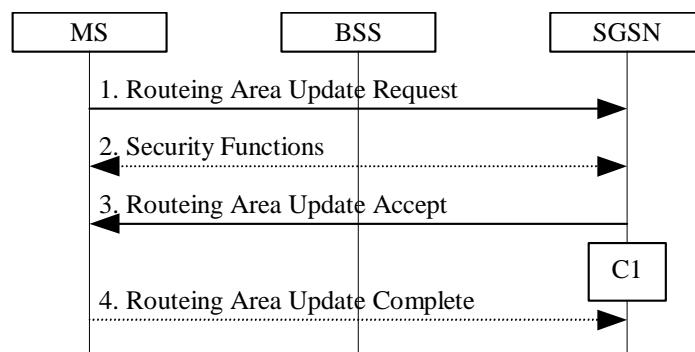 MS BSS SGSN
1. Routeing Area Update Request
2. Security Functions
3. Routeing Area Update Accept
C1
4. Routeing Area Update Complete